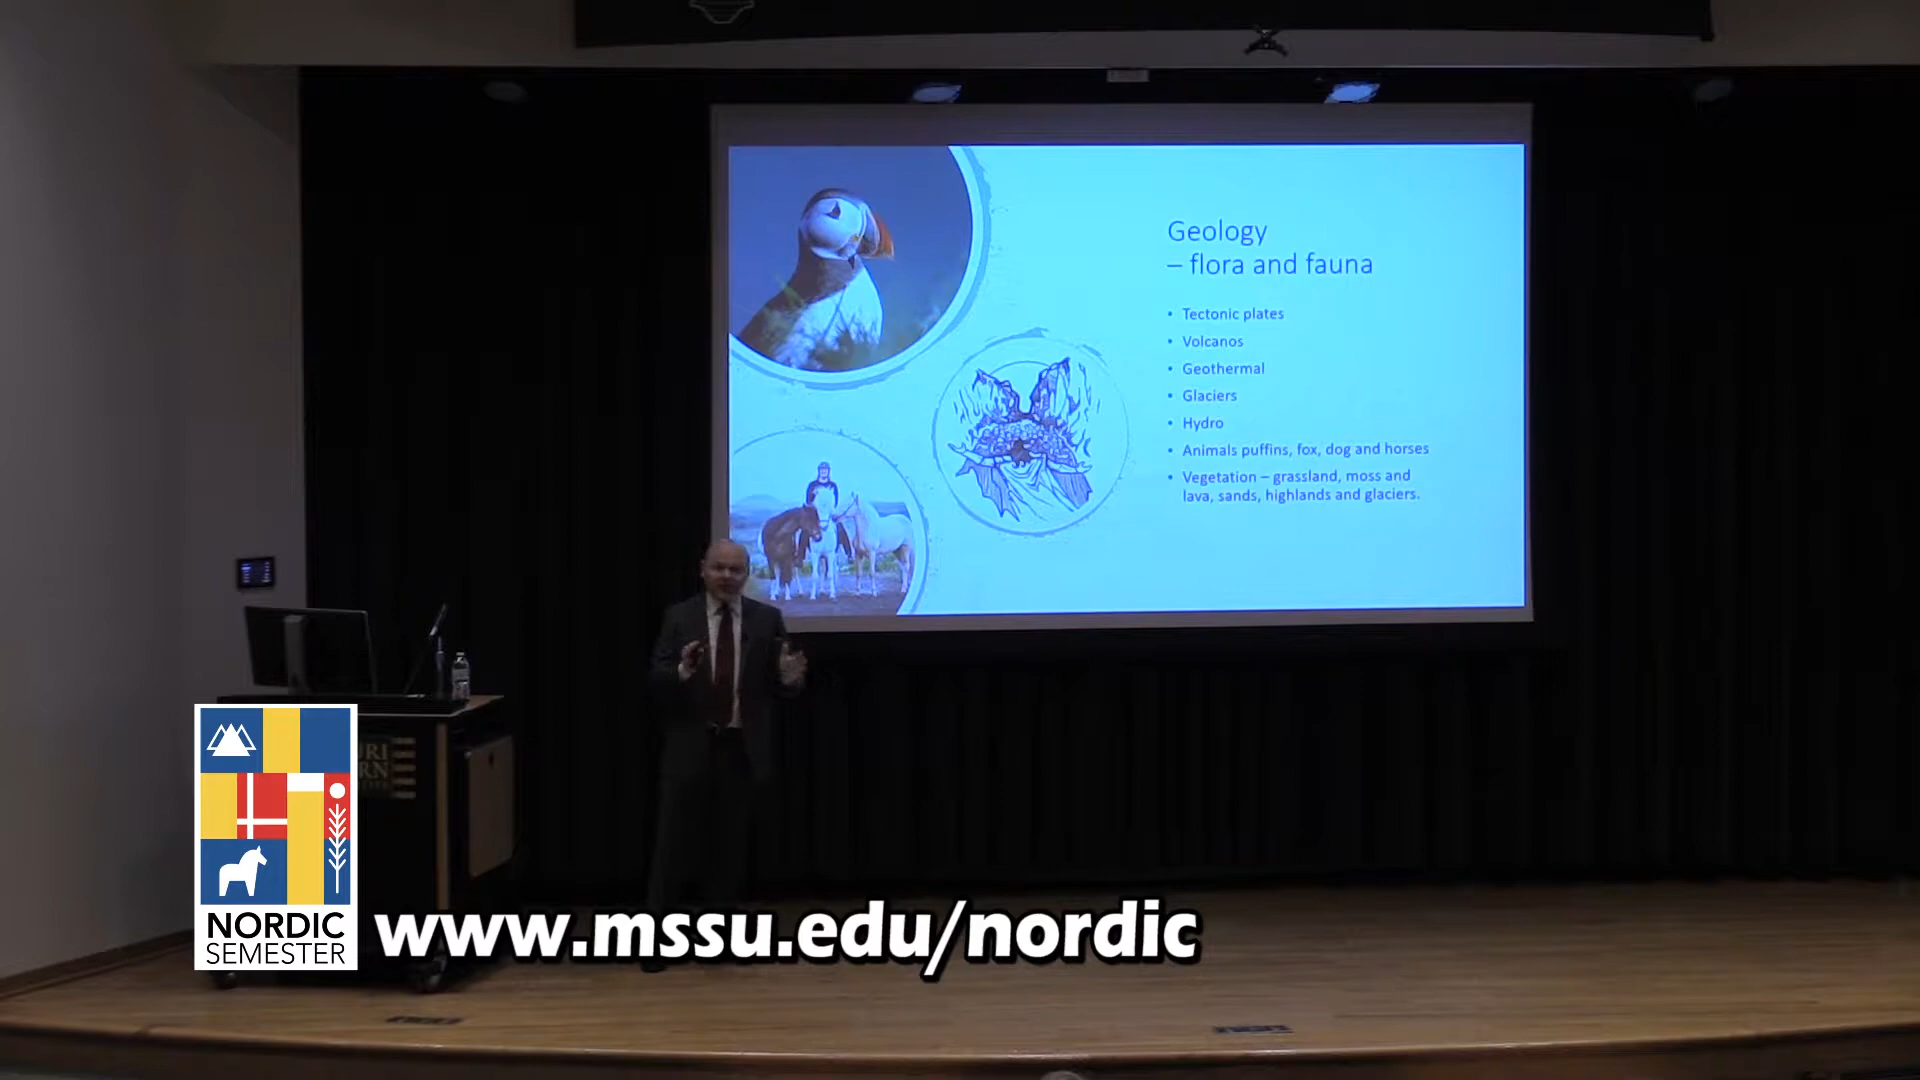 Geology
– flora and fauna
• Tectonic plates
• Volcanos
• Geothermal
• Glaciers
• Hydro
• Animals puffins, fox, dog and horses
• Vegetation – grassland, moss and
lava, sands, highlands and glaciers.
NORDIC
SEMESTER
www.mssu.edu/nordic